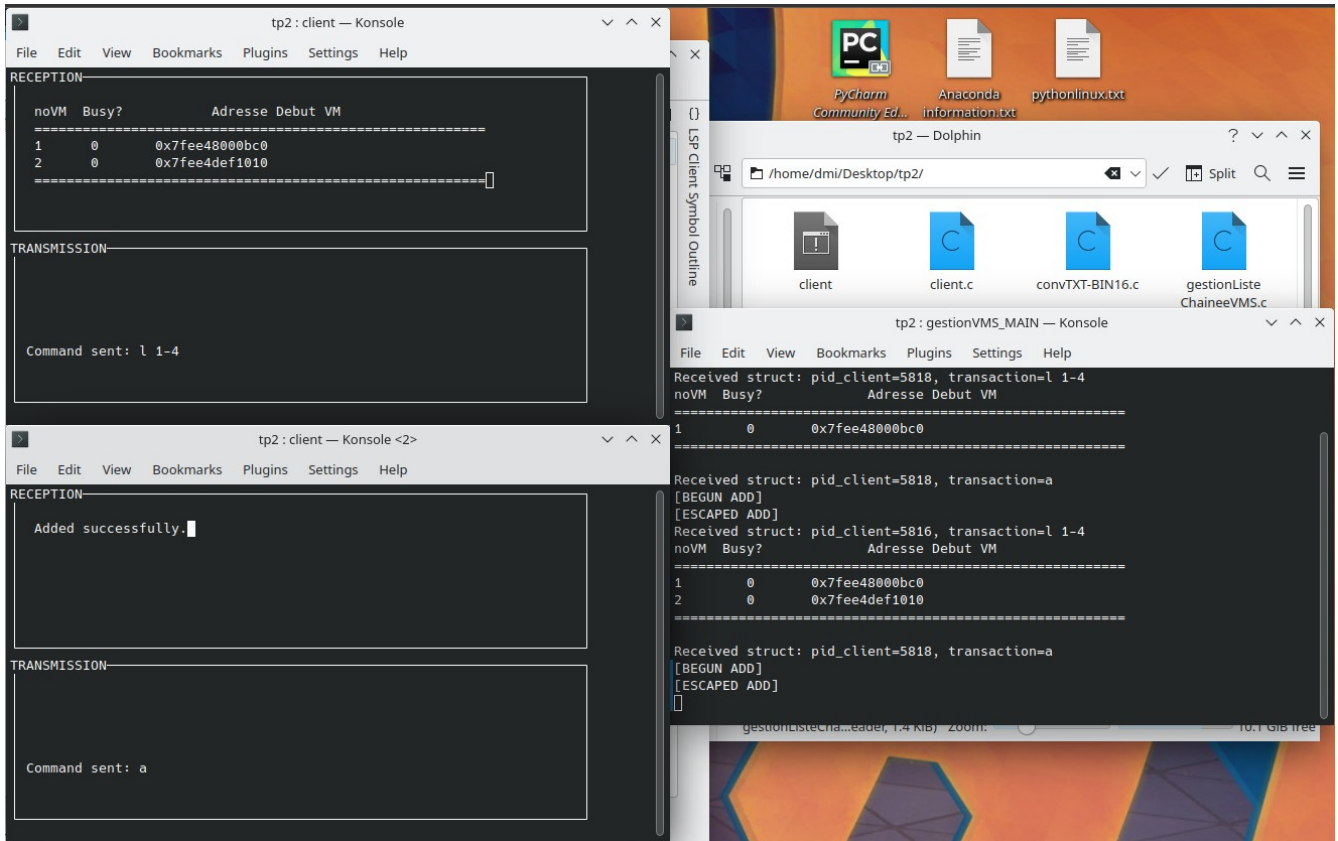 tp2 : client — Konsole
File Edit View Bookmarks Plugins Settings Help
RECEPTION
noVM Busy? Adresse Debut VM
========================================================
1 0 0x7fee48000bc0
2 0 0x7fee4def1010
========================================================
TRANSMISSION
Command sent: l 1-4
tp2 : client — Konsole <2>
File Edit View Bookmarks Plugins Settings Help
RECEPTION
Added successfully.
TRANSMISSION
Command sent: a
{} LSP Client Symbol Outline
PC
PyCharm
Community Ed...
Anaconda
information.txt
pythonlinux.txt
tp2 — Dolphin
/home/dmi/Desktop/tp2/
Split
client
client.c
convTXT-BIN16.c
gestionListe
ChaineeVMS.c
tp2 : gestionVMS_MAIN — Konsole
File Edit View Bookmarks Plugins Settings Help
Received struct: pid_client=5818, transaction=l 1-4
noVM Busy? Adresse Debut VM
========================================================
1 0 0x7fee48000bc0
========================================================
Received struct: pid_client=5818, transaction=a
[BEGUN ADD]
[ESCAPED ADD]
Received struct: pid_client=5816, transaction=l 1-4
noVM Busy? Adresse Debut VM
========================================================
1 0 0x7fee48000bc0
2 0 0x7fee4def1010
========================================================
Received struct: pid_client=5818, transaction=a
[BEGUN ADD]
[ESCAPED ADD]
gestionListeCha...eader, 1.4 KiB) Zoom: 10.1 GiB free